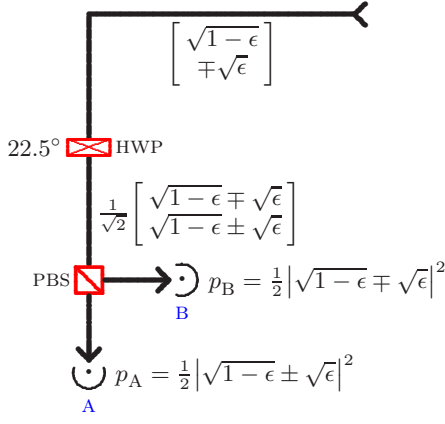 [√1−ϵ
∓√ϵ]
22.5° HWP
1/√2 [√1−ϵ ∓ √ϵ
√1−ϵ ± √ϵ]
PBS
p_B = 1/2|√1−ϵ ∓ √ϵ|²
B
p_A = 1/2|√1−ϵ ± √ϵ|²
A